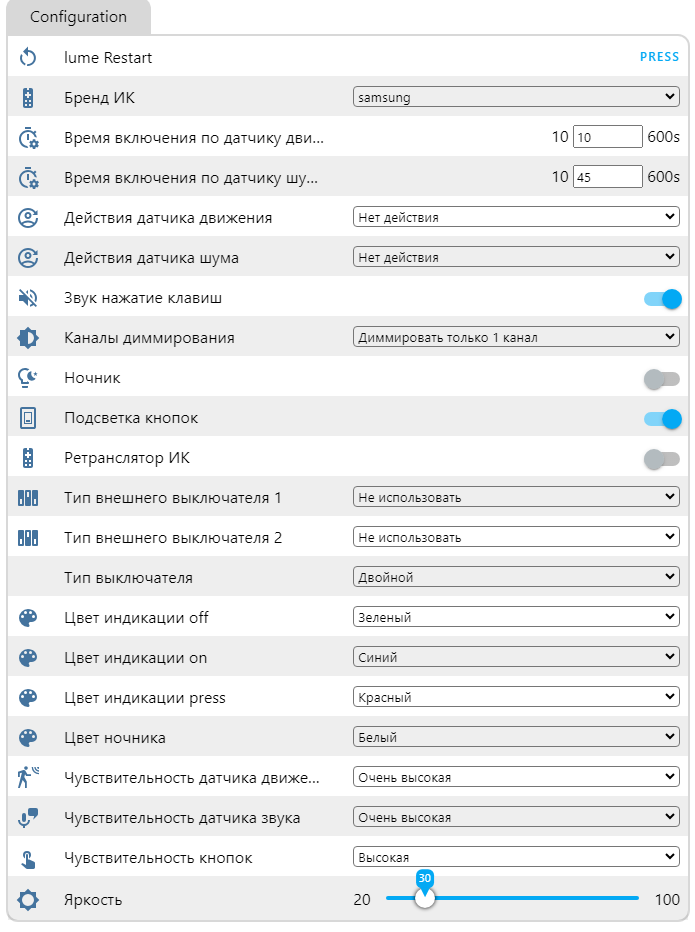 Configuration
lume Restart PRESS
Бренд ИК samsung
Время включения по датчику дви... 10 10 600s
Время включения по датчику шу... 10 45 600s
Действия датчика движения Нет действия
Действия датчика шума Нет действия
Звук нажатие клавиш
Каналы диммирования Диммировать только 1 канал
Ночник
Подсветка кнопок
Ретранслятор ИК
Тип внешнего выключателя 1 Не использовать
Тип внешнего выключателя 2 Не использовать
Тип выключателя Двойной
Цвет индикации off Зеленый
Цвет индикации on Синий
Цвет индикации press Красный
Цвет ночника Белый
Чувствительность датчика движе... Очень высокая
Чувствительность датчика звука Очень высокая
Чувствительность кнопок Высокая
30
Яркость 20 100